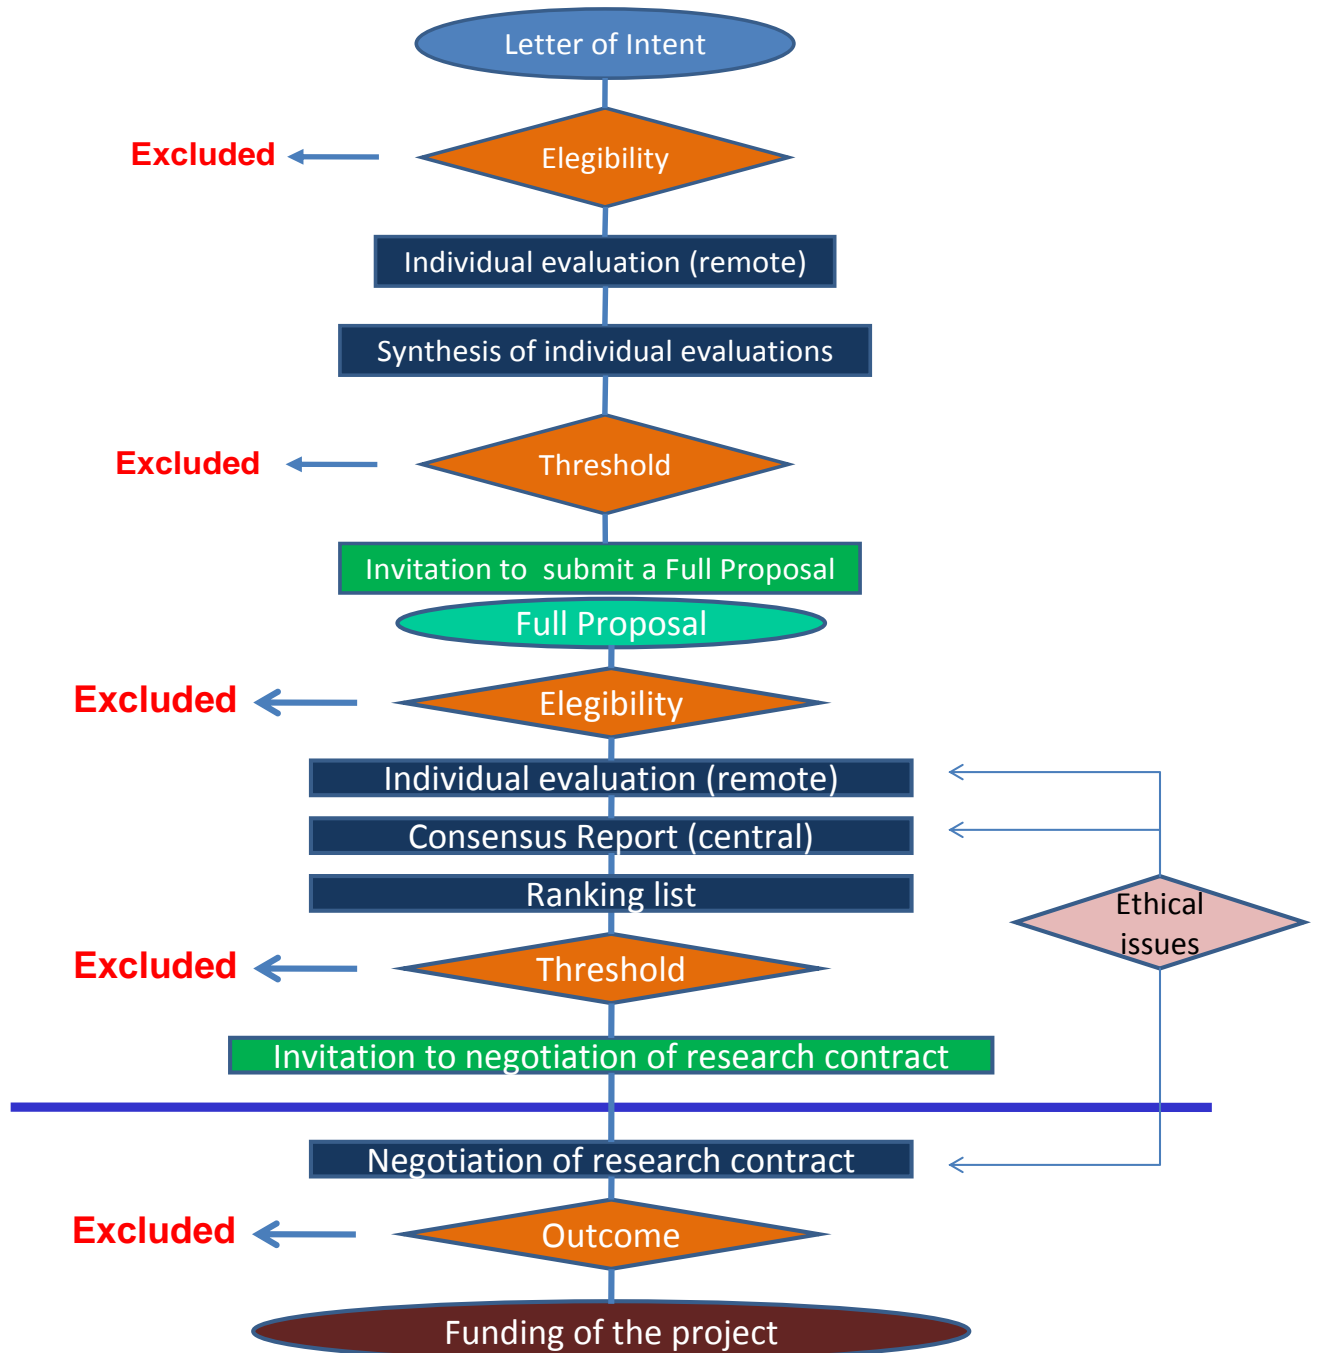 Letter of Intent
Excluded
Elegibility
Individual evaluation (remote)
Synthesis of individual evaluations
Excluded
Threshold
Invitation to  submit a Full Proposal
Full Proposal
Excluded
Elegibility
Individual evaluation (remote)
Consensus Report (central)
Ranking list
Ethical
issues
Excluded
Threshold
Invitation to negotiation of research contract
Negotiation of research contract
Excluded
Outcome
Funding of the project